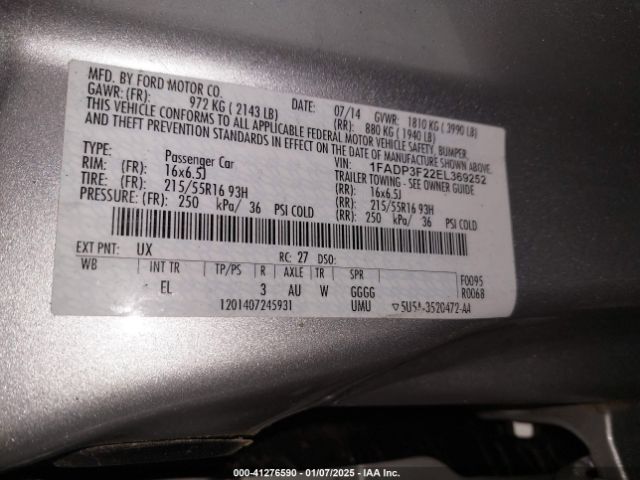 MFD. BY FORD MOTOR CO.
DATE: 07/14 GVWR: 1810 KG ( 3990 LB)
GAWR: (FR): 972 KG ( 2143 LB) (RR): 880 KG ( 1940 LB)
THIS VEHICLE CONFORMS TO ALL APPLICABLE FEDERAL MOTOR VEHICLE SAFETY, BUMPER,
AND THEFT PREVENTION STANDARDS IN EFFECT ON THE DATE OF MANUFACTURE SHOWN ABOVE.
VIN: 1FADP3F22EL369252
TYPE: Passenger Car TRAILER TOWING - SEE OWNER GUIDE
RIM: (FR): 16x6.5J (RR): 16x6.5J
TIRE: (FR): 215/55R16 93H (RR): 215/55R16 93H
PRESSURE: (FR): 250 kPa/ 36 PSI COLD (RR): 250 kPa/ 36 PSI COLD
EXT PNT: UX RC: 27 DSO:
WB INT TR TP/PS R AXLE TR SPR F0095
EL 3 AU W GGGG R0068
1201407245931 UMU ▽5U5A-3520472-AA
000-41276590 - 01/07/2025 - IAA Inc.